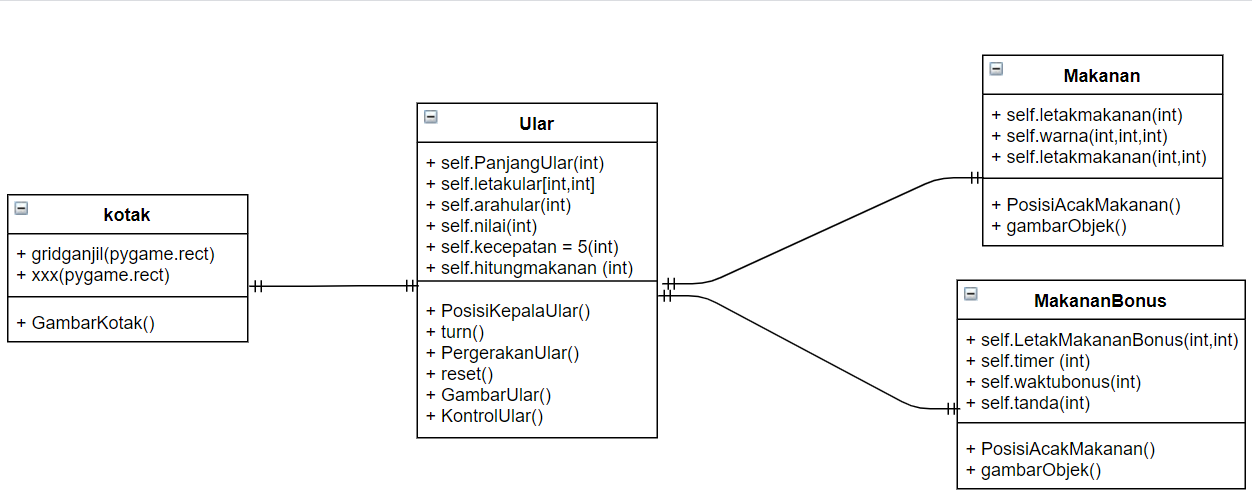 kotak
+ gridganjil(pygame.rect)
+ xxx(pygame.rect)
+ GambarKotak()
Ular
+ self.PanjangUlar(int)
+ self.letakular[int,int]
+ self.arahular(int)
+ self.nilai(int)
+ self.kecepatan = 5(int)
+ self.hitungmakanan (int)
+ PosisiKepalaUlar()
+ turn()
+ PergerakanUlar()
+ reset()
+ GambarUlar()
+ KontrolUlar()
Makanan
+ self.letakmakanan(int)
+ self.warna(int,int,int)
+ self.letakmakanan(int,int)
+ PosisiAcakMakanan()
+ gambarObjek()
MakananBonus
+ self.LetakMakananBonus(int,int)
+ self.timer (int)
+ self.waktubonus(int)
+ self.tanda(int)
+ PosisiAcakMakanan()
+ gambarObjek()